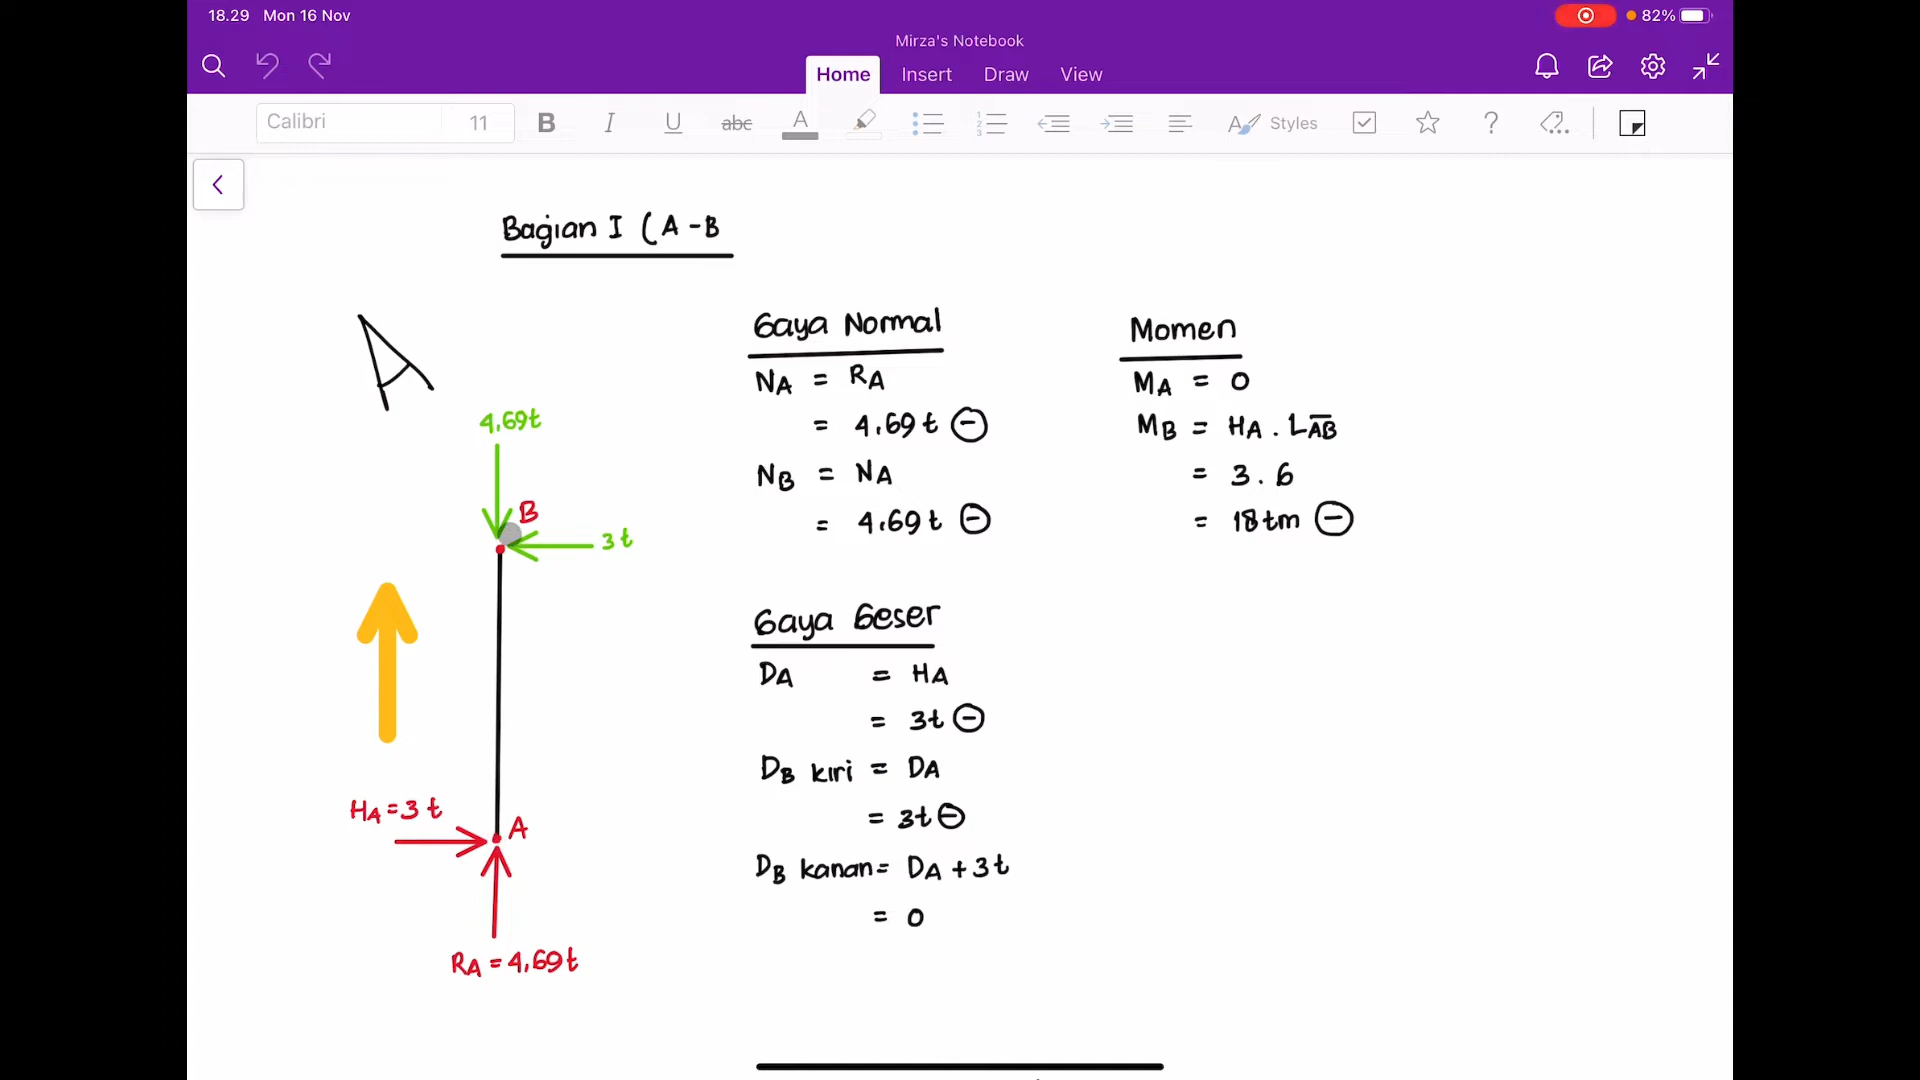 18.29 Mon 16 Nov
82%
Mirza's Notebook
Home Insert Draw View
Calibri 11 B I U abc A Styles ?
Bagian I (A-B
Gaya Normal
NA = RA
= 4,69 t ⊖
NB = NA
= 4,69 t ⊖
Momen
MA = 0
MB = HA . LAB
= 3 . 6
= 18 tm ⊖
4,69t
B
3 t
HA = 3 t
A
RA = 4,69t
Gaya Geser
DA = HA
= 3t ⊖
DB kiri = DA
= 3t ⊖
DB kanan = DA + 3t
= 0